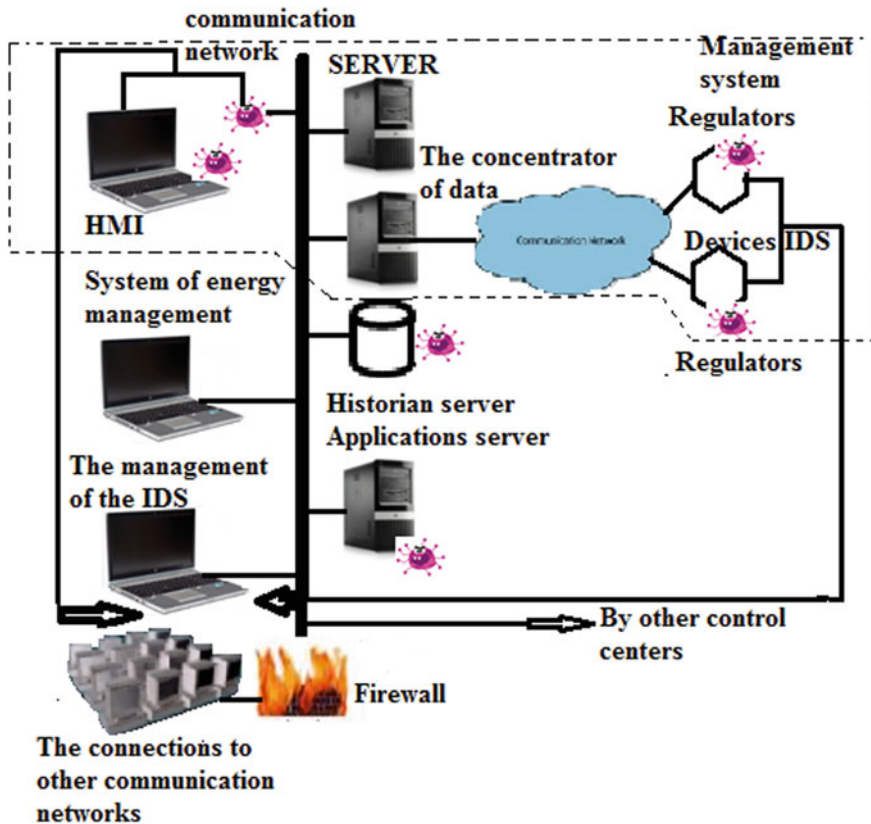 communication
network
SERVER
Management
system
Regulators
The concentrator
of data
HMI
Communication Network
Devices IDS
System of energy
management
Regulators
Historian server
Applications server
The management
of the IDS
By other control
centers
Firewall
The connections to
other communication
networks